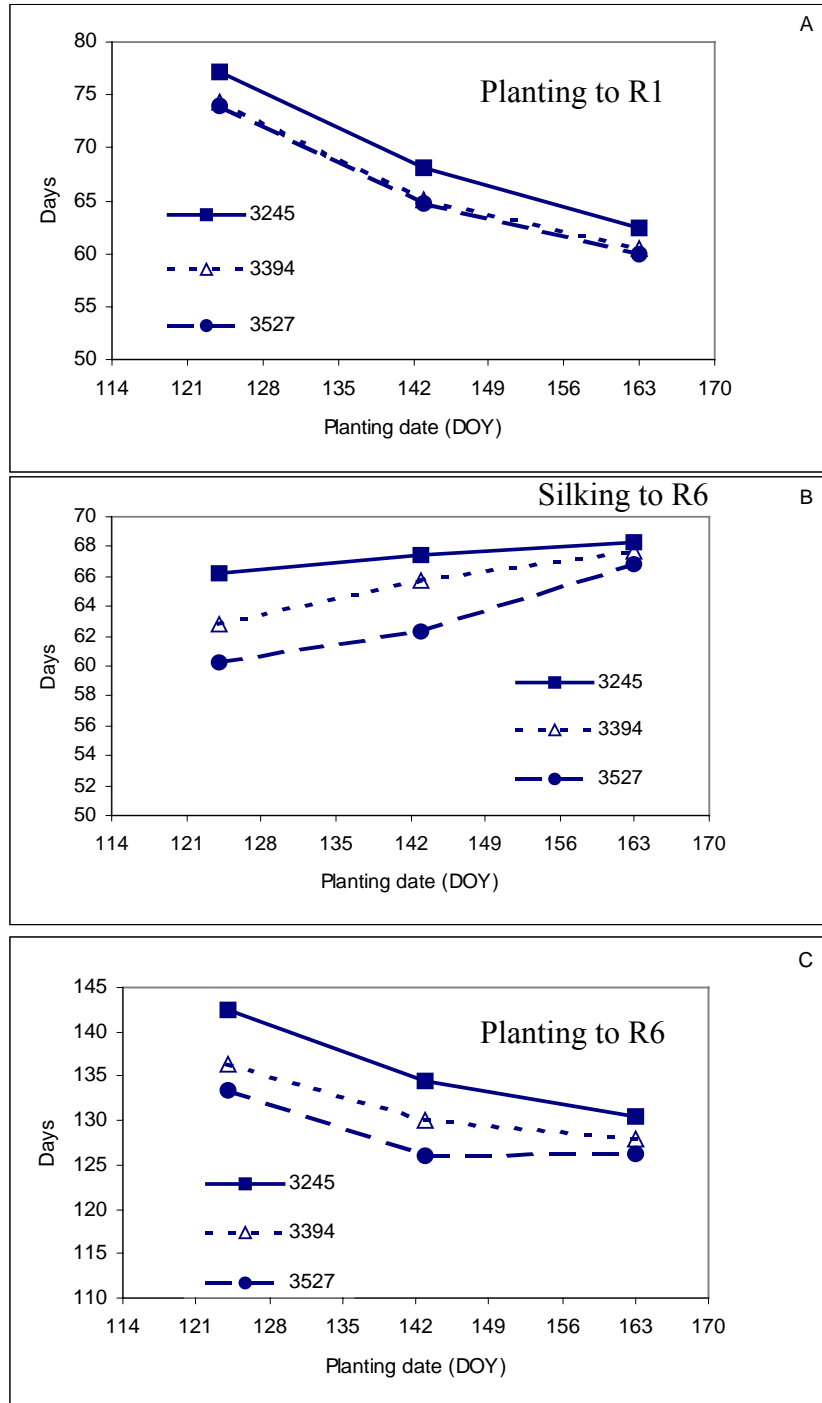 A
Planting to R1
80
75
70
65
60
55
50
Days
3245
3394
3527
114 121 128 135 142 149 156 163 170
Planting date (DOY)
B
Silking to R6
70
68
66
64
62
60
58
56
54
52
50
Days
3245
3394
3527
114 121 128 135 142 149 156 163 170
Planting date (DOY)
C
Planting to R6
145
140
135
130
125
120
115
110
Days
3245
3394
3527
114 121 128 135 142 149 156 163 170
Planting date (DOY)